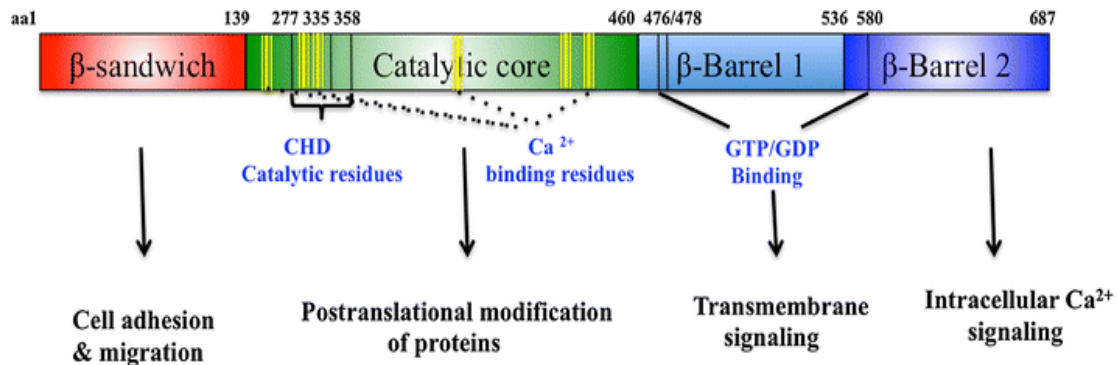 aa1 139 277 335 358 460 476/478 536 580 687
β-sandwich Catalytic core β-Barrel 1 β-Barrel 2
CHD
Catalytic residues
Ca 2+
binding residues
GTP/GDP
Binding
Cell adhesion
& migration
Postranslational modification
of proteins
Transmembrane
signaling
Intracellular Ca2+
signaling